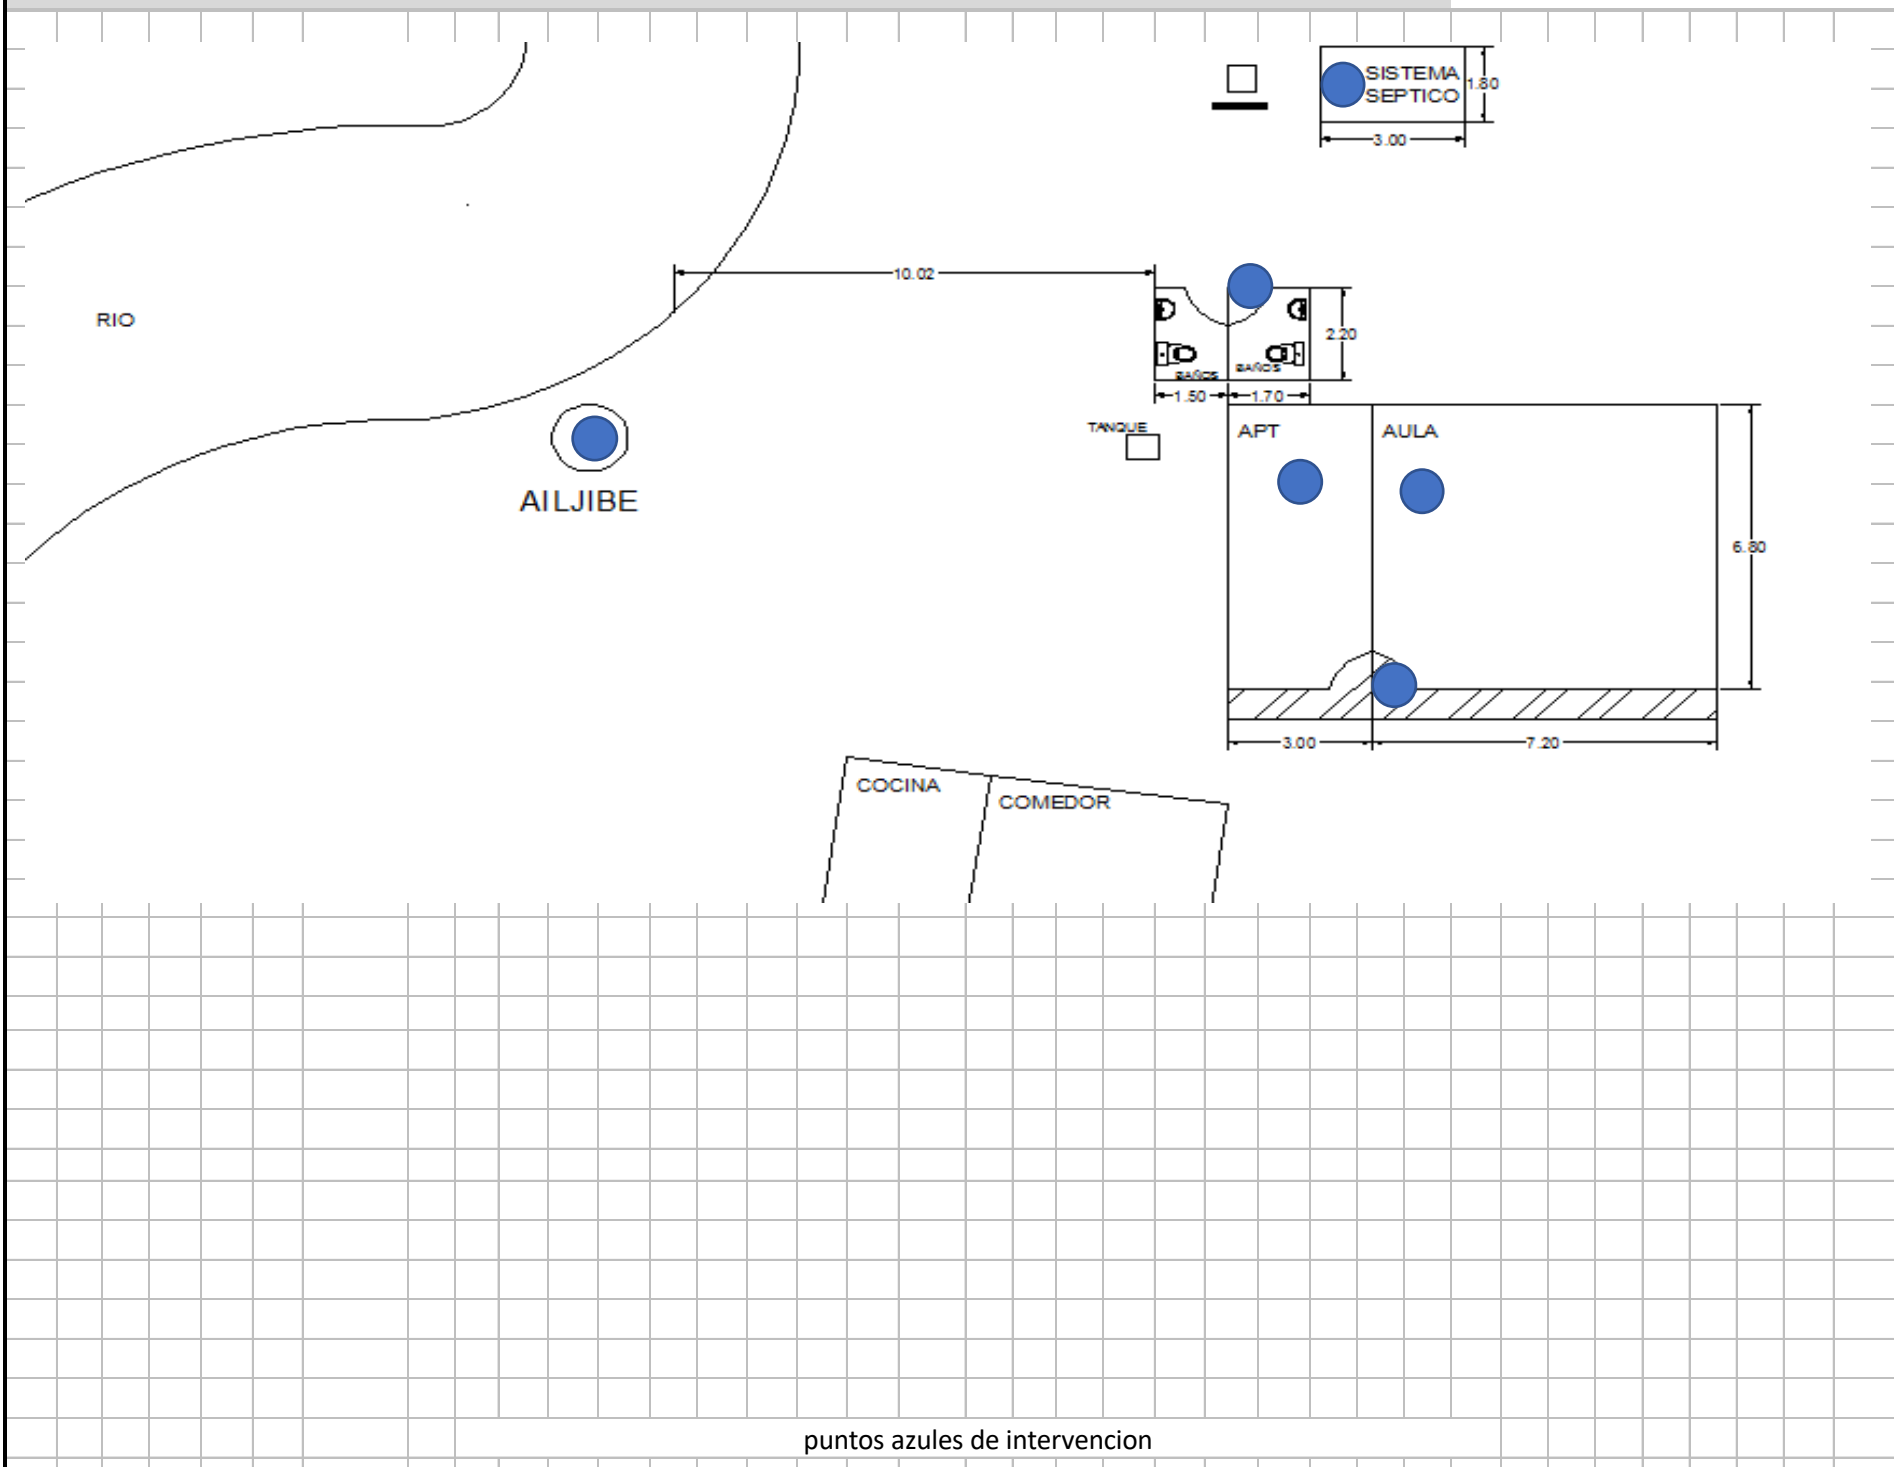 SISTEMA
SEPTICO
1.80
3.00
10.02
RIO
2.20
BAÑOS
BAÑOS
1.50
1.70
TANQUE
APT
AULA
AILJIBE
6.80
3.00
7.20
COCINA
COMEDOR
puntos azules de intervencion